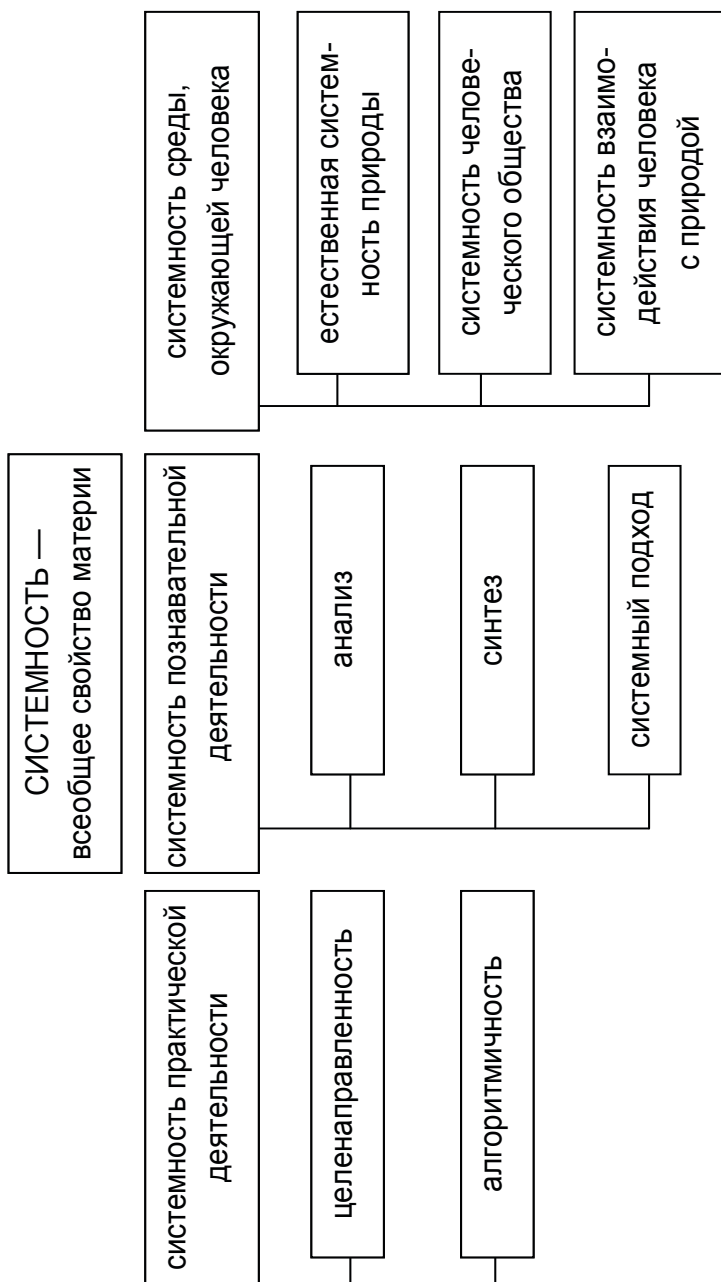 СИСТЕМНОСТЬ —
всеобщее свойство материи
системность практической
деятельности
целенаправленность
алгоритмичность
системность познавательной
деятельности
анализ
синтез
системный подход
системность среды,
окружающей человека
естественная систем-
ность природы
системность челове-
ческого общества
системность взаимо-
действия человека
с природой